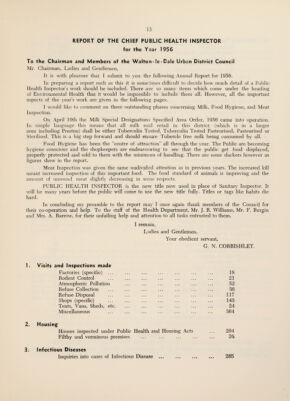 13
REPORT OF THE CHIEF PUBLIC HEALTH INSPECTOR
for the Year 1956
To the Chairman and Members of the Walton-le-Dale Urban District Council
Mr. Chairman, Ladies and Gentlemen,
It is with pleasure that I submit to you the following Annual Report for 1956.
In preparing a report such as this it is sometimes difficult to decide how much detail of a Public
Health Inspector's work should be included. There are so many items which come under the heading
of Environmental Health that it would be impossible to include them all. However, all the important
aspects of the year's work are given in the following pages.
I would like to comment on three outstanding phases concerning Milk, Food Hygiene, and Meat
Inspection.
On April 19th the Milk Special Designations Specified Area Order, 1956 came into operation.
In simple language this means that all milk sold retail in this district (which is in a larger
area including Preston) shall be either Tuberculin Tested, Tuberculin Tested Pasteurised, Pasteurised or
Sterilised. This is a big step forward and should ensure Tubercle free milk being consumed by all.
Food Hygiene has been the "centre of attraction" all through the year. The Public are becoming
hygiene conscious and the shopkeepers are endeavouring to see that the public get food displayed,
properly protected and sold to them with the minimum of handling. There are some slackers however as
figures show in the report.
Meat Inspection was given the same undivided attention as in previous years. The increased kill
meant increased inspection of this important food. The food standard of animals is improving and the
amount of unsound meat slightly decreasing in some respects.
PUBLIC HEALTH INSPECTOR is the new title now used in place of Sanitary Inspector. It
will be many years before the public will come to use the new title fully. Titles or tags like habits die
hard.
In concluding my preamble to the report may I once again thank members of the Council for
their co-operation and help. To the staff of the Health Department, Mr. J. B. Williams, Mr. F. Bargin
and Mrs. A. Barrow, for their unfailing help and attention to all tasks entrusted to them.
I remain,
Ladies and Gentlemen,
Your obedient servant,
G. N. CORBISHLEY.
1. Visits and Inspections made
Factories (specific) ... 18
Rodent Control ... 21
Atmospheric Pollution ... 52
Refuse Collection ... 56
Refuse Disposal ... 117
Shops (specific) ... 143
Tents, Vans, Sheds, etc. ... 54
Miscellaneous ... 564
2. Housing
Houses inspected under Public Health and Housing Acts ... 204
Filthy and verminous premises ... 26
3. Infectious Diseases
Inquiries into cases of Infectious Disease ... 285